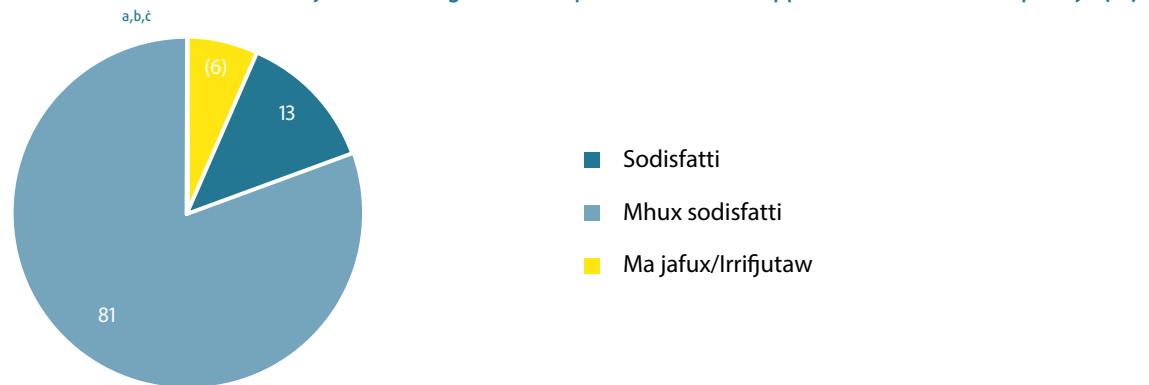 a,b,ċ
(6)
13
Sodisfatti
Mhux sodisfatti
Ma jafux/Irrifjutaw
81